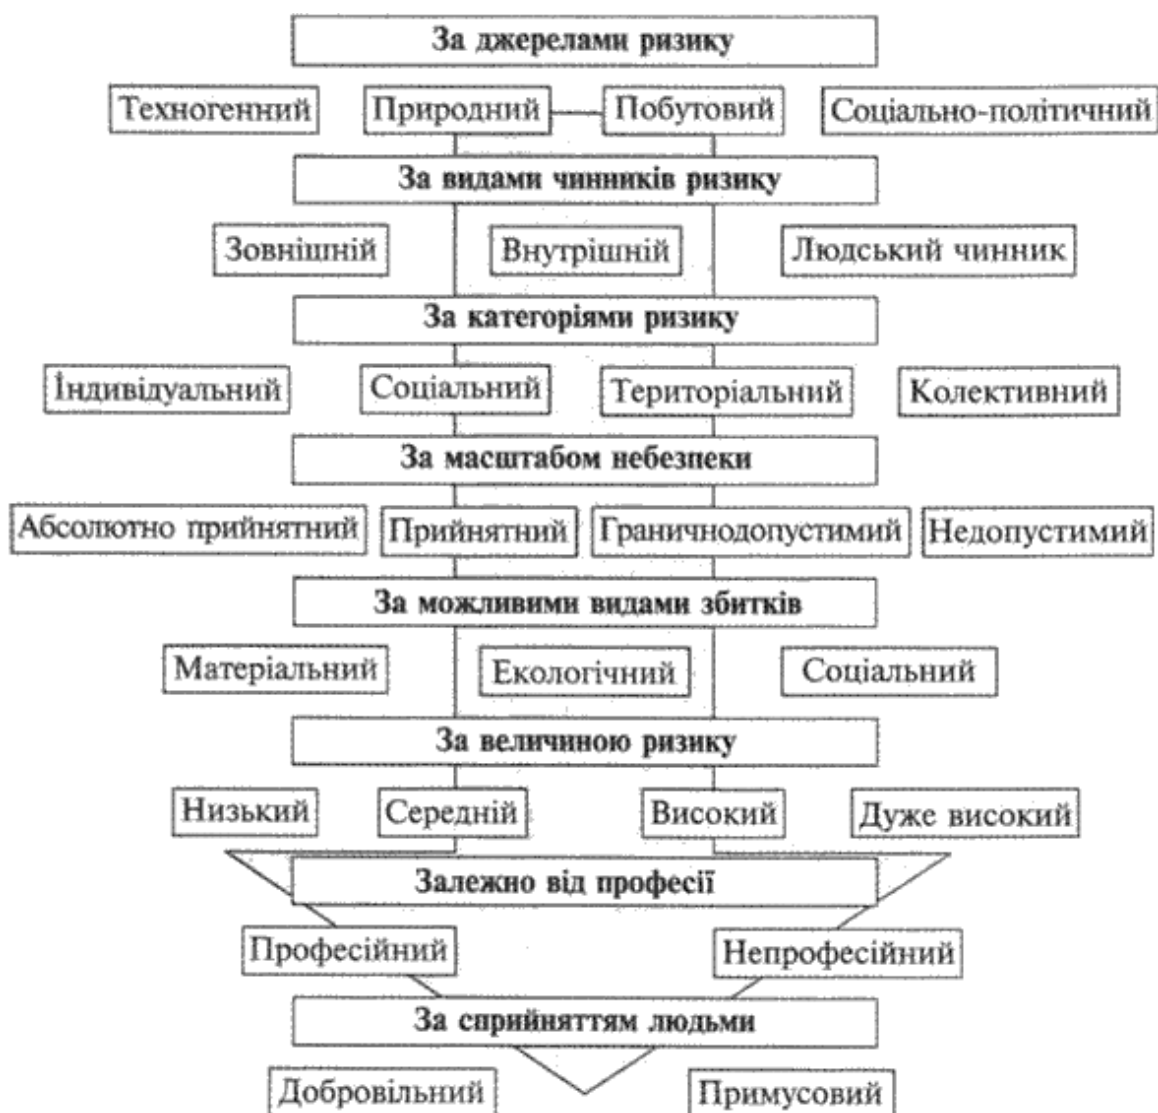 За джерелами ризику
Техногенний Природний Побутовий Соціально-політичний
За видами чинників ризику
Зовнішній Внутрішній Людський чинник
За категоріями ризику
Індивідуальний Соціальний Територіальний Колективний
За масштабом небезпеки
Абсолютно прийнятний Прийнятний Граничнодопустимий Недопустимий
За можливими видами збитків
Матеріальний Екологічний Соціальний
За величиною ризику
Низький Середній Високий Дуже високий
Залежно від професії
Професійний Непрофесійний
За сприйняттям людьми
Добровільний Примусовий